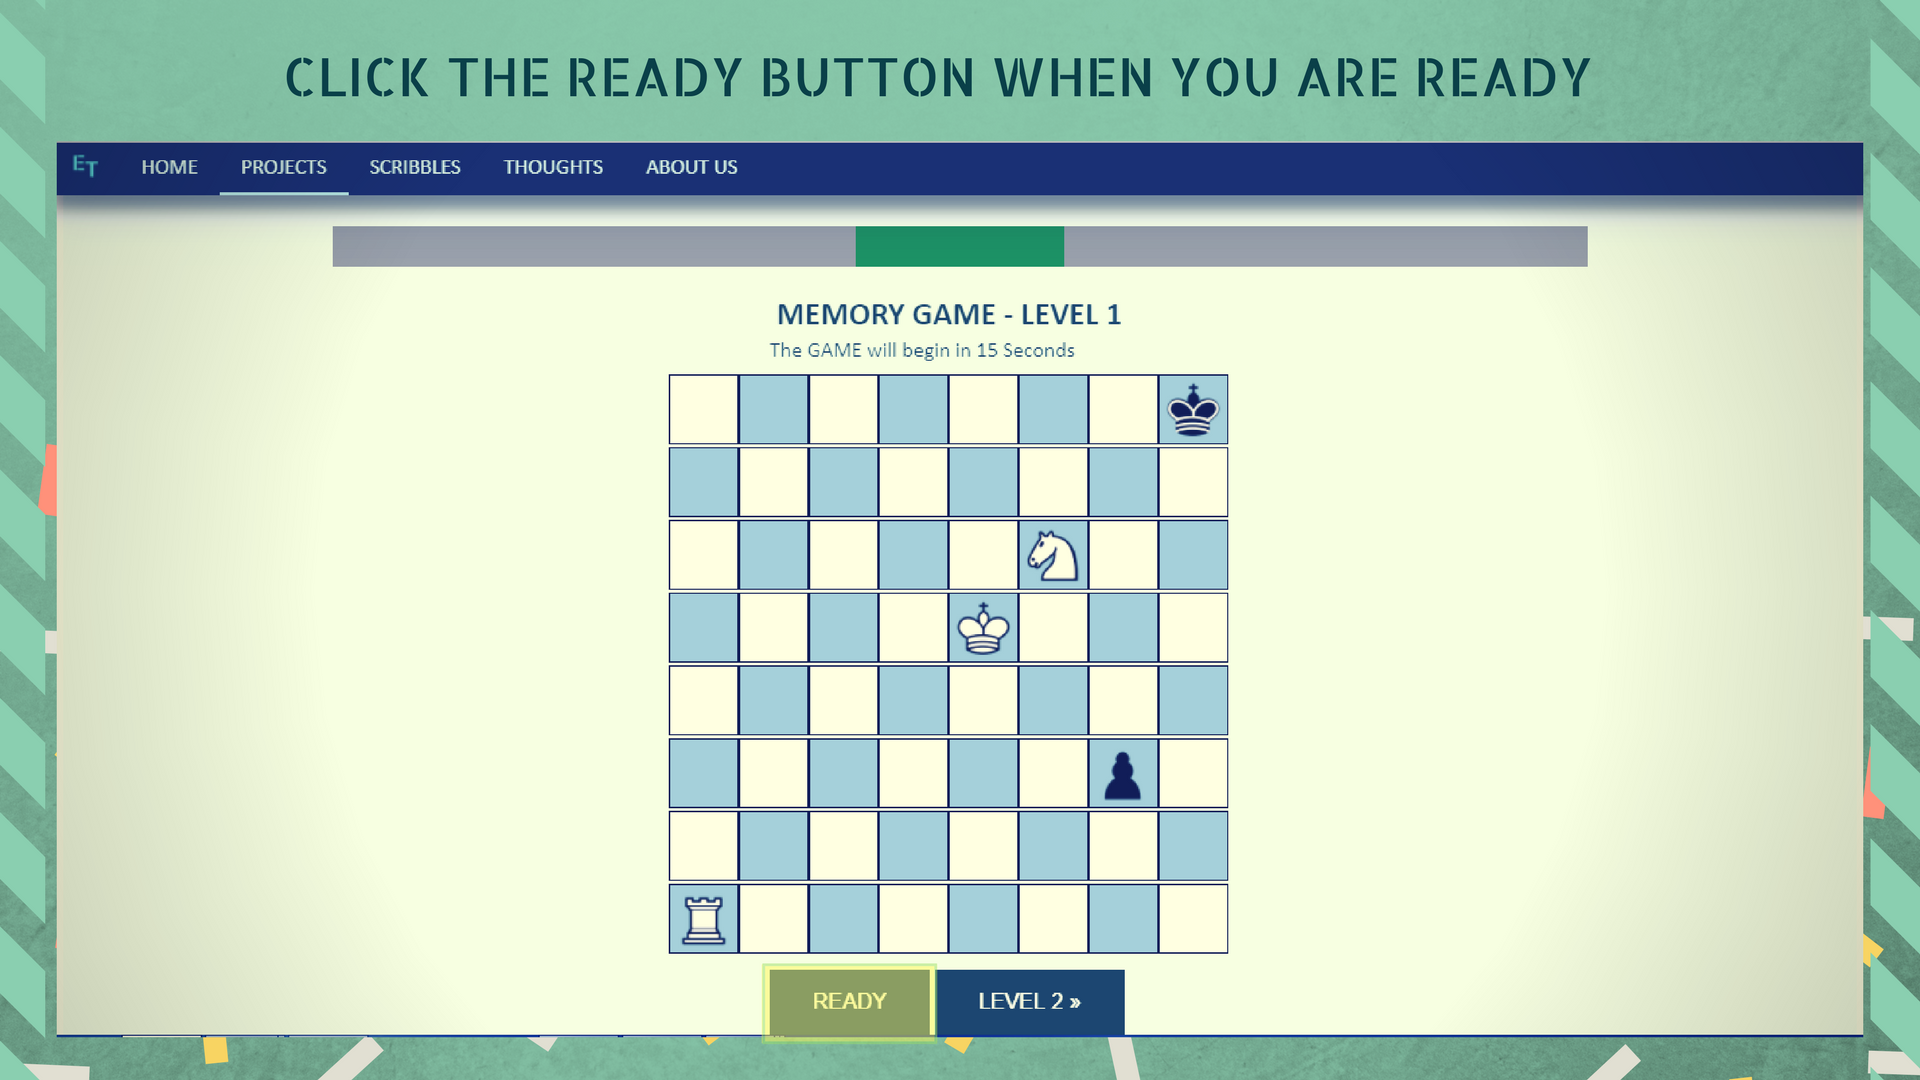 CLICK THE READY BUTTON WHEN YOU ARE READY
ET HOME PROJECTS SCRIBBLES THOUGHTS ABOUT US
MEMORY GAME - LEVEL 1
The GAME will begin in 15 Seconds
READY LEVEL 2 »